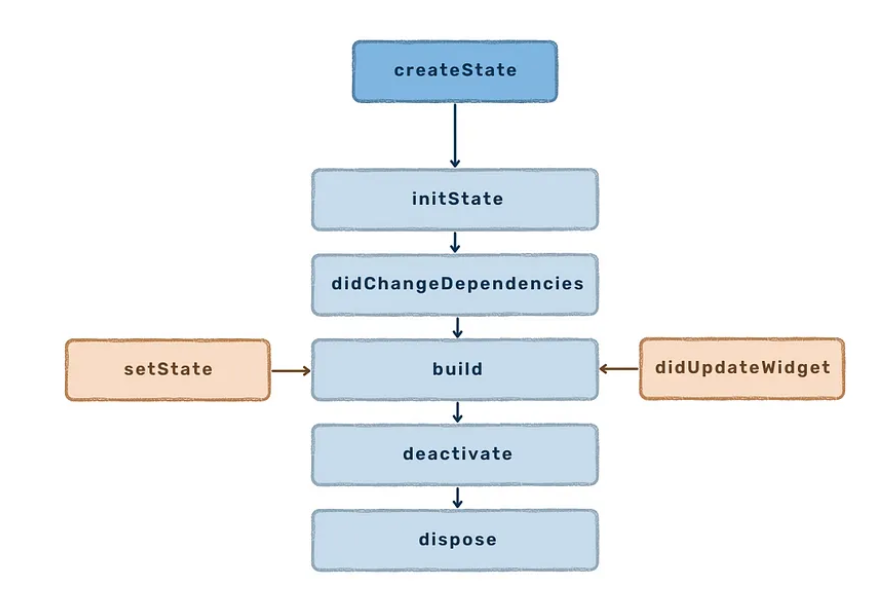 createState
initState
didChangeDependencies
setState
build
didUpdateWidget
deactivate
dispose